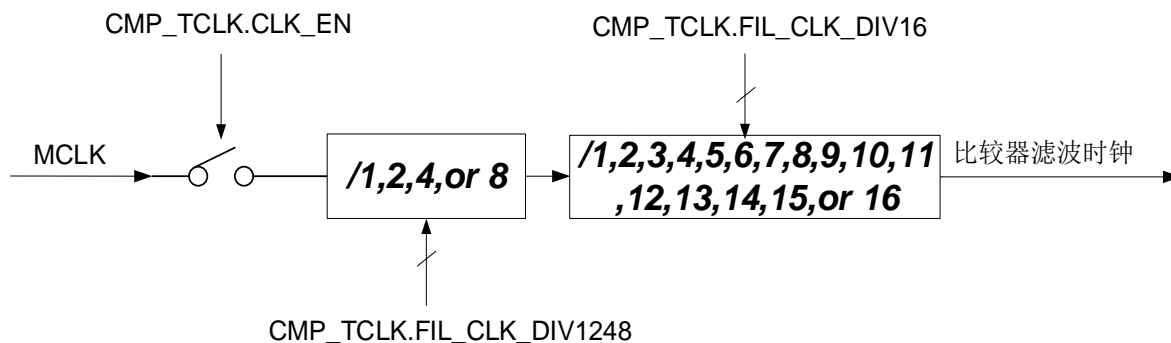 CMP_TCLK.CLK_EN
CMP_TCLK.FIL_CLK_DIV16
MCLK
/1,2,4,or 8
/1,2,3,4,5,6,7,8,9,10,11
,12,13,14,15,or 16
比较器滤波时钟
CMP_TCLK.FIL_CLK_DIV1248